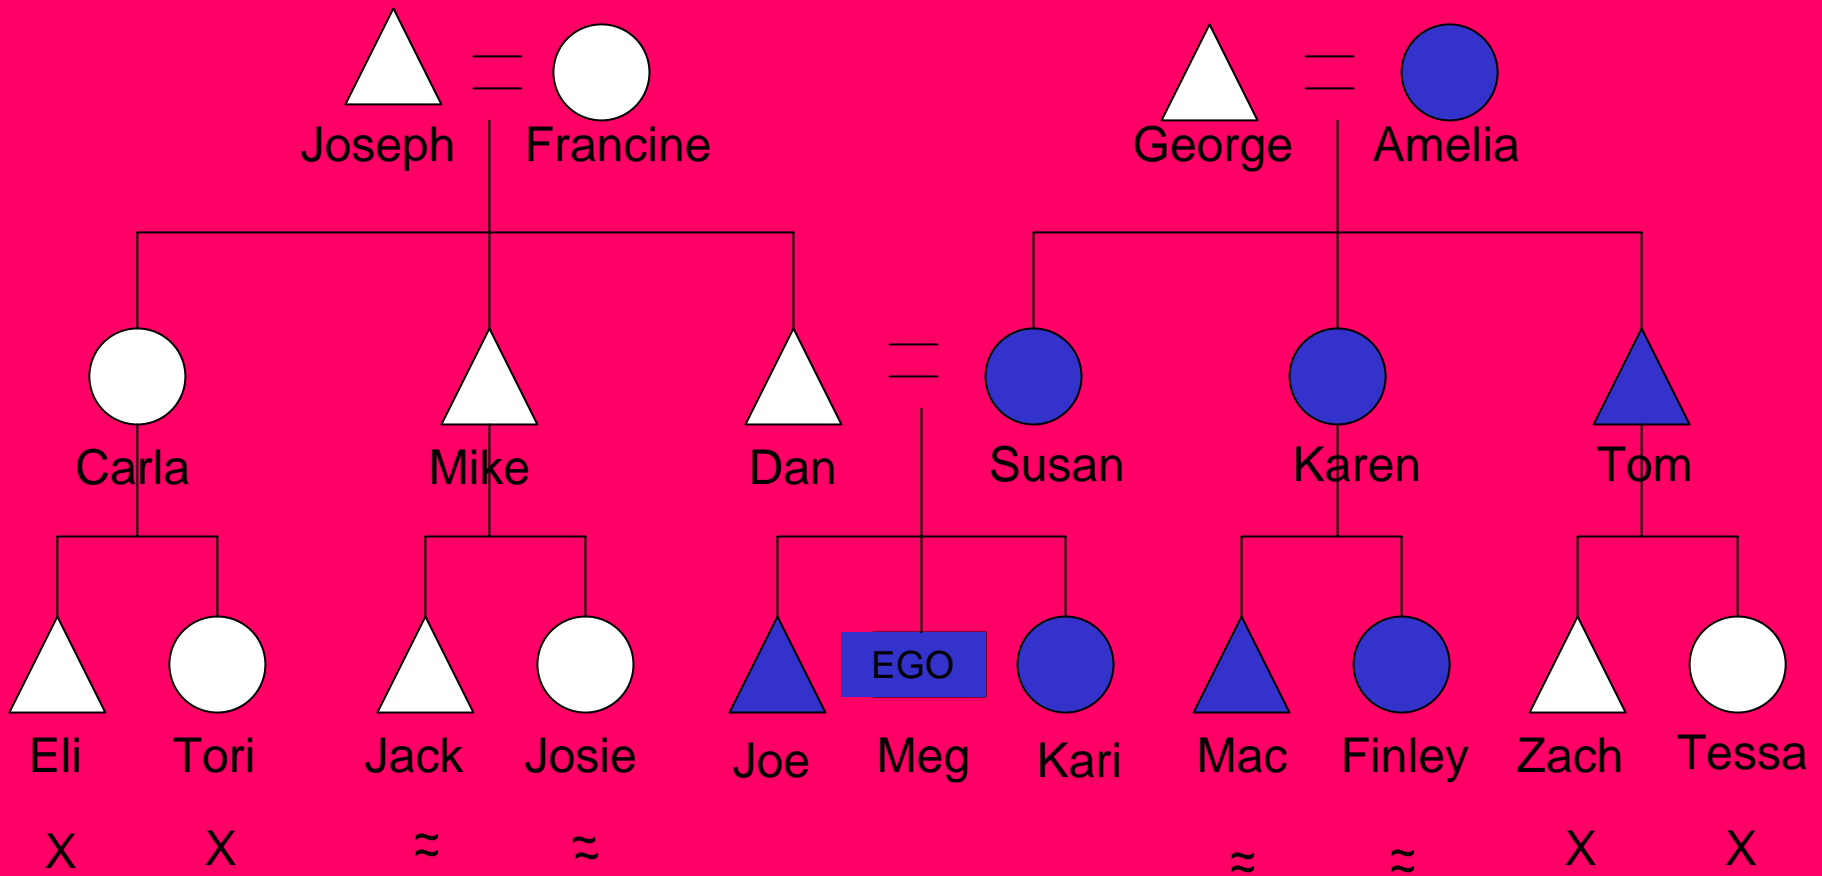 Joseph Francine George Amelia
Carla Mike Dan Susan Karen Tom
EGO
Eli Tori Jack Josie Joe Meg Kari Mac Finley Zach Tessa
X X ≈ ≈ ≈ ≈ X X